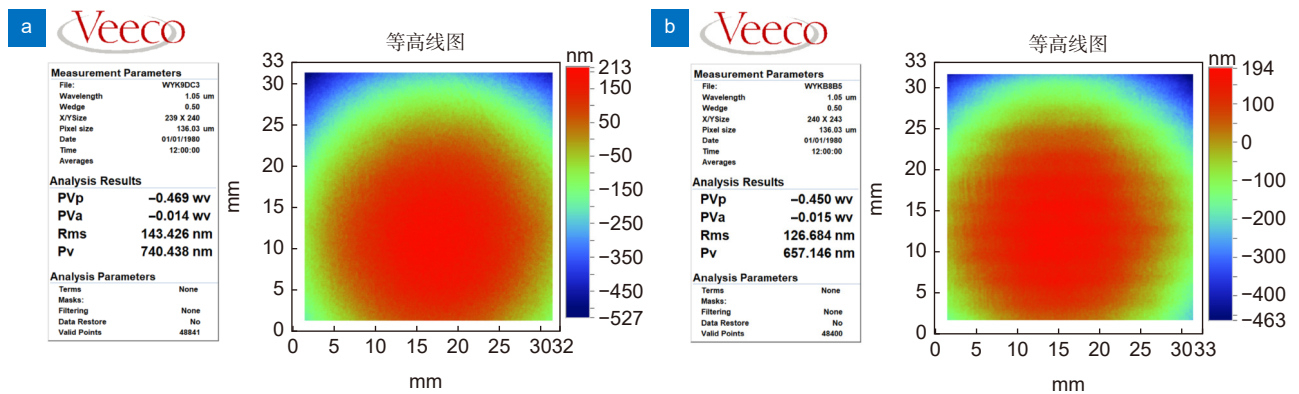 a
Veeco
Measurement Parameters
File: WYK9DC3
Wavelength 1.05 um
Wedge 0.50
X/YSize 239 X 240
Pixel size 136.03 um
Date 01/01/1980
Time 12:00:00
Averages
Analysis Results
PVp −0.469 wv
PVa −0.014 wv
Rms 143.426 nm
Pv 740.438 nm
Analysis Parameters
Terms None
Masks:
Filtering None
Data Restore No
Valid Points 48841
等高线图
mm
33
30
25
20
15
10
5
0
0 5 10 15 20 25 30 32
mm
nm
213
150
50
−50
−150
−250
−350
−450
−527
b
Veeco
Measurement Parameters
File: WYKB8B5
Wavelength 1.05 um
Wedge 0.50
X/YSize 240 X 243
Pixel size 136.03 um
Date 01/01/1980
Time 12:00:00
Averages
Analysis Results
PVp −0.450 wv
PVa −0.015 wv
Rms 126.684 nm
Pv 657.146 nm
Analysis Parameters
Terms None
Masks:
Filtering None
Data Restore No
Valid Points 48400
等高线图
mm
33
30
25
20
15
10
5
0
0 5 10 15 20 25 30 33
mm
nm
194
100
0
−100
−200
−300
−400
−463